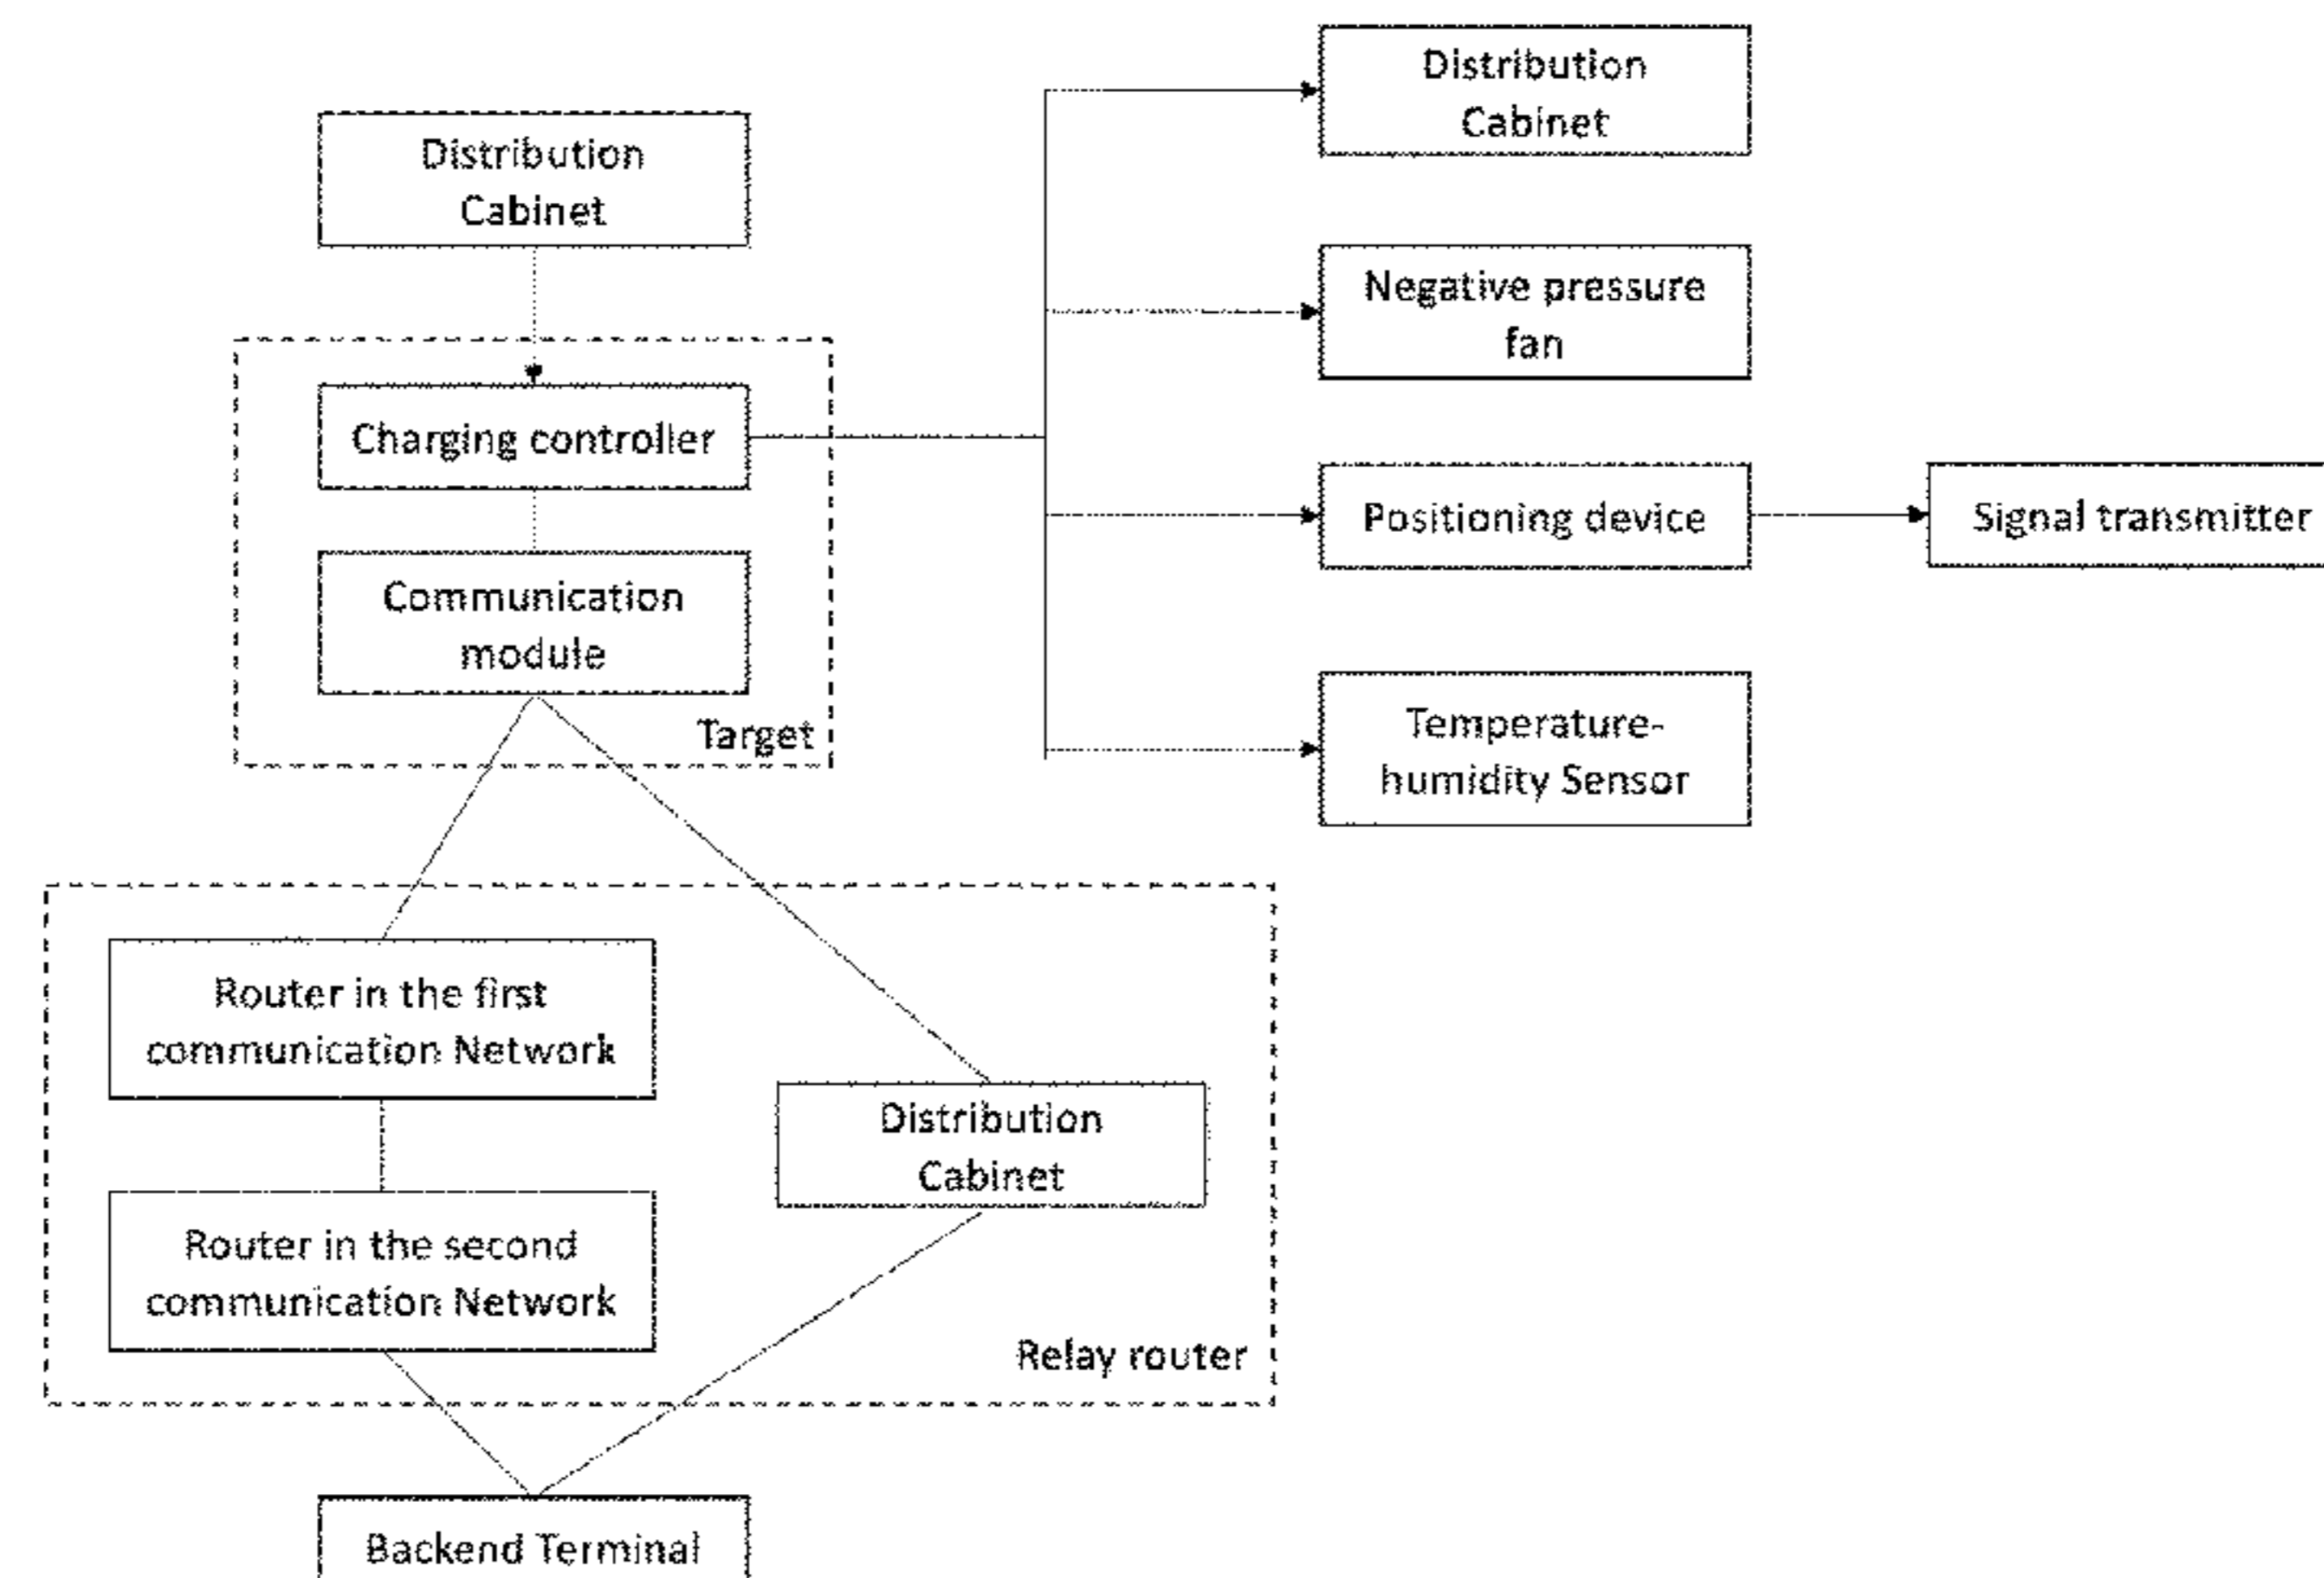 Distribution
Cabinet
Distribution
Cabinet
Negative pressure
fan
Charging controller
Positioning device
Signal transmitter
Communication
module
Target
Temperature-
humidity Sensor
Router in the first
communication Network
Distribution
Cabinet
Router in the second
communication Network
Relay router
Backend Terminal